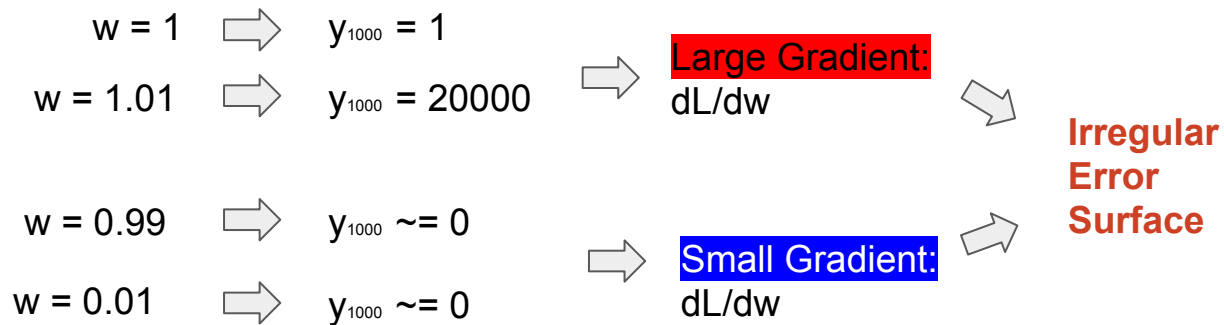 w = 1 y₁₀₀₀ = 1
w = 1.01 y₁₀₀₀ = 20000
Large Gradient:
dL/dw
w = 0.99 y₁₀₀₀ ~= 0
w = 0.01 y₁₀₀₀ ~= 0
Small Gradient:
dL/dw
Irregular
Error
Surface